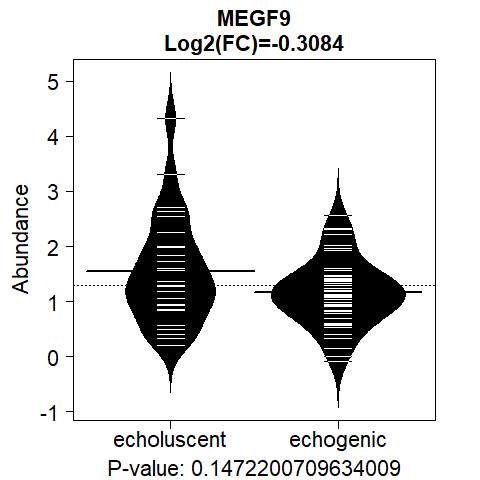 MEGF9
Log2(FC)=-0.3084
Abundance
5
4
3
2
1
0
-1
echoluscent echogenic
P-value: 0.1472200709634009